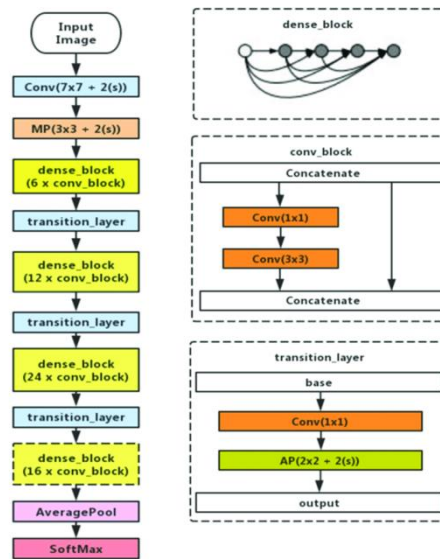 Input
Image
Conv(7x7 + 2(s))
MP(3x3 + 2(s))
dense_block
(6 x conv_block)
transition_layer
dense_block
(12 x conv_block)
transition_layer
dense_block
(24 x conv_block)
transition_layer
dense_block
(16 x conv_block)
AveragePool
SoftMax
dense_block
conv_block
Concatenate
Conv(1x1)
Conv(3x3)
Concatenate
transition_layer
base
Conv(1x1)
AP(2x2 + 2(s))
output